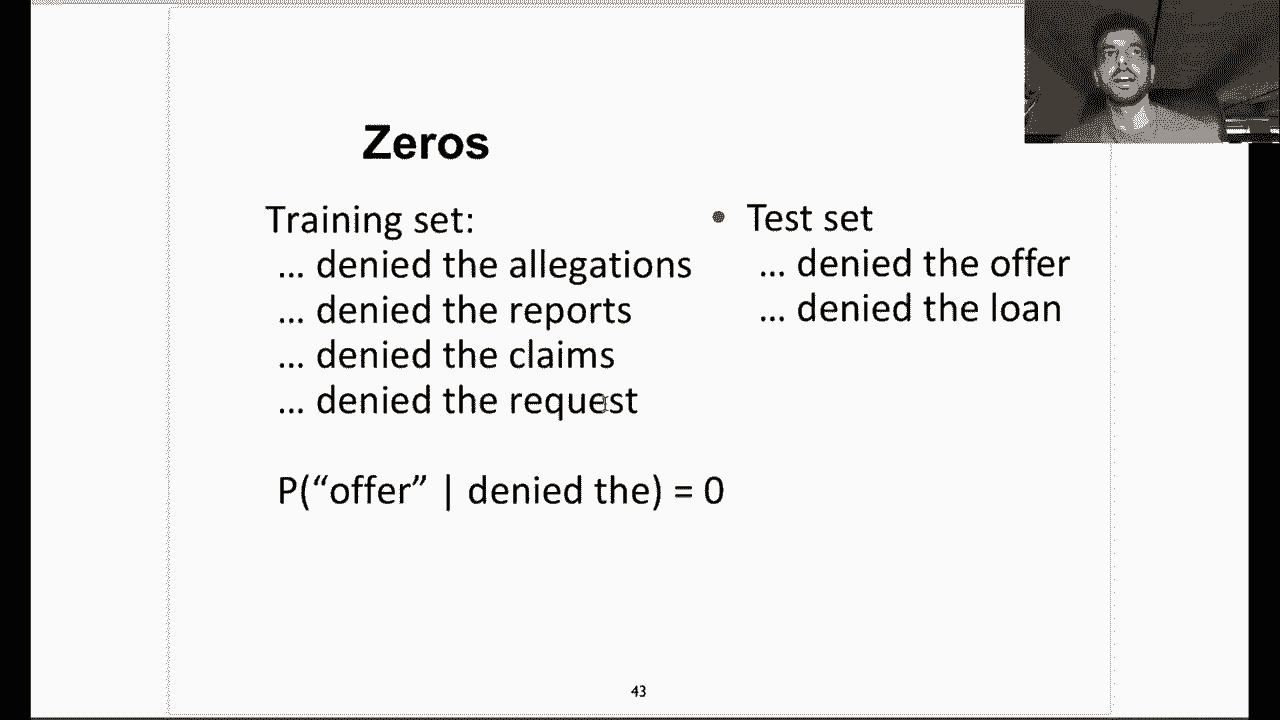 Zeros
Training set:
... denied the allegations
... denied the reports
... denied the claims
... denied the request
P(“offer” | denied the) = 0
• Test set
... denied the offer
... denied the loan
43